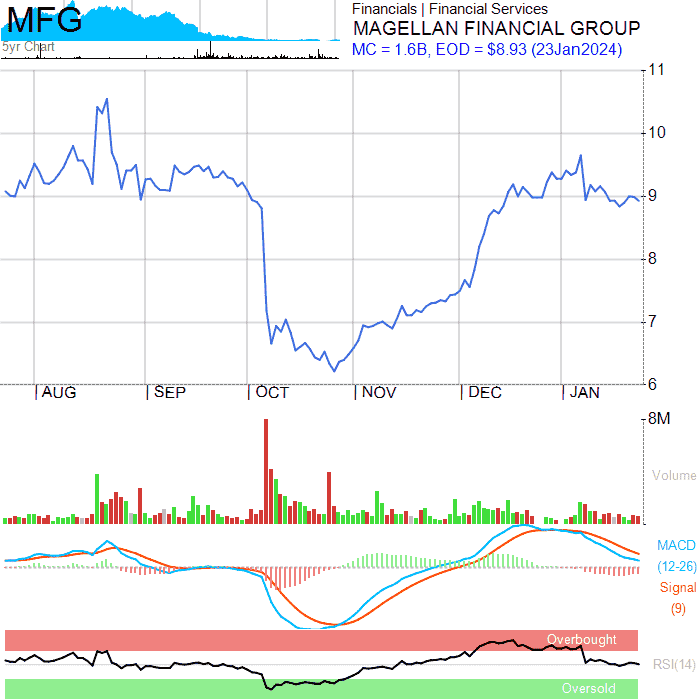 MFG
5yr Chart
Financials | Financial Services
MAGELLAN FINANCIAL GROUP
MC = 1.6B, EOD = $8.93 (23Jan2024)
11
10
9
8
7
6
AUG
SEP
OCT
NOV
DEC
JAN
8M
Volume
MACD
(12-26)
Signal
(9)
Overbought
RSI(14)
Oversold